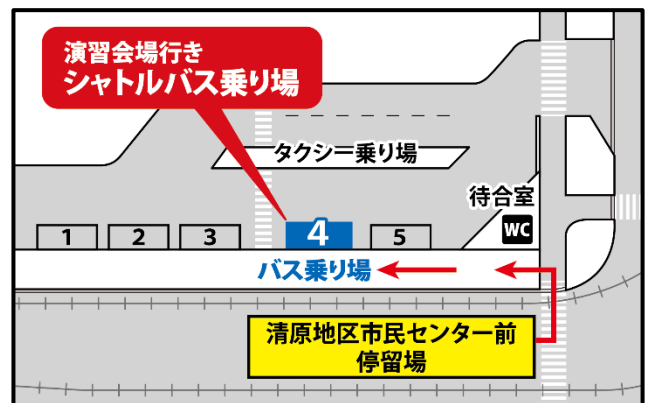 演習会場行き
シャトルバス乗り場
タクシー乗り場
待合室
WC
1
2
3
4
5
バス乗り場
清原地区市民センター前
停留場